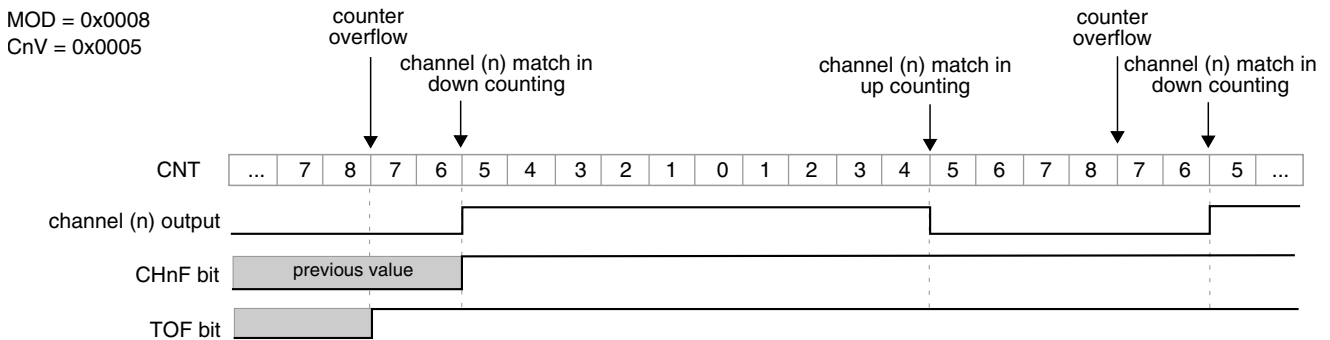 MOD = 0x0008
CnV = 0x0005
counter
overflow
channel (n) match in
down counting
channel (n) match in
up counting
counter
overflow
channel (n) match in
down counting
CNT ... 7 8 7 6 5 4 3 2 1 0 1 2 3 4 5 6 7 8 7 6 5 ...
channel (n) output
CHnF bit previous value
TOF bit